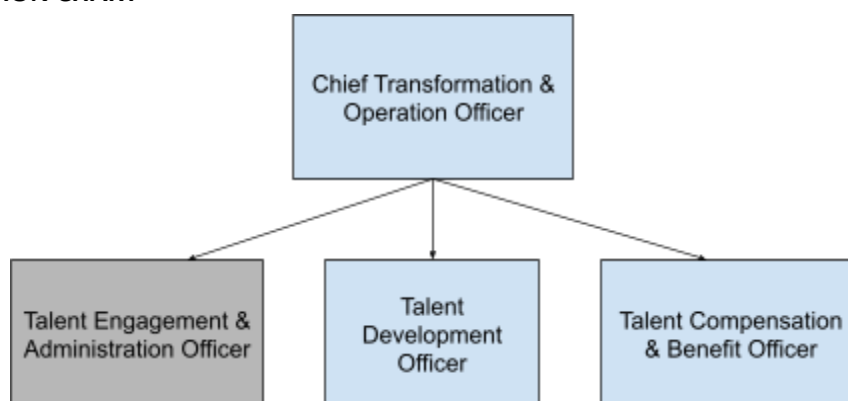 Chief Transformation &
Operation Officer
Talent Engagement &
Administration Officer
Talent
Development
Officer
Talent Compensation
& Benefit Officer